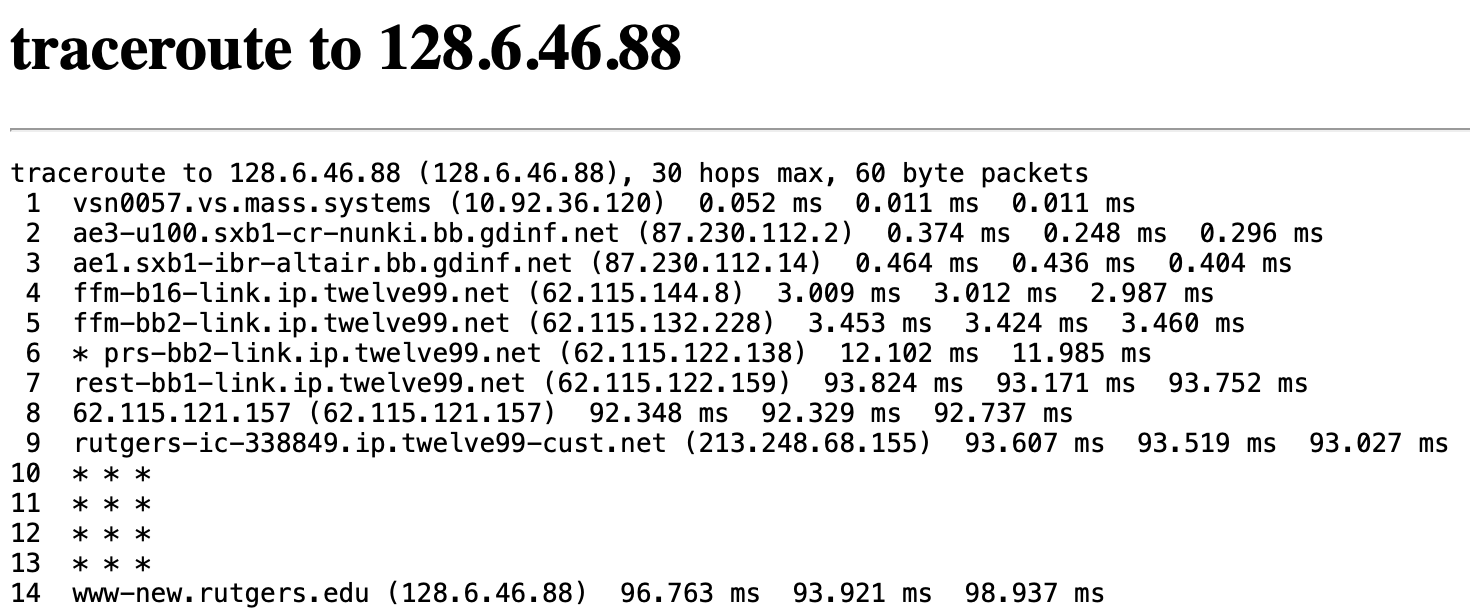 traceroute to 128.6.46.88
traceroute to 128.6.46.88 (128.6.46.88), 30 hops max, 60 byte packets
1 vsn0057.vs.mass.systems (10.92.36.120) 0.052 ms 0.011 ms 0.011 ms
2 ae3-u100.sxb1-cr-nunki.bb.gdinf.net (87.230.112.2) 0.374 ms 0.248 ms 0.296 ms
3 ae1.sxb1-ibr-altair.bb.gdinf.net (87.230.112.14) 0.464 ms 0.436 ms 0.404 ms
4 ffm-b16-link.ip.twelve99.net (62.115.144.8) 3.009 ms 3.012 ms 2.987 ms
5 ffm-bb2-link.ip.twelve99.net (62.115.132.228) 3.453 ms 3.424 ms 3.460 ms
6 * prs-bb2-link.ip.twelve99.net (62.115.122.138) 12.102 ms 11.985 ms
7 rest-bb1-link.ip.twelve99.net (62.115.122.159) 93.824 ms 93.171 ms 93.752 ms
8 62.115.121.157 (62.115.121.157) 92.348 ms 92.329 ms 92.737 ms
9 rutgers-ic-338849.ip.twelve99-cust.net (213.248.68.155) 93.607 ms 93.519 ms 93.027 ms
10 * * *
11 * * *
12 * * *
13 * * *
14 www-new.rutgers.edu (128.6.46.88) 96.763 ms 93.921 ms 98.937 ms